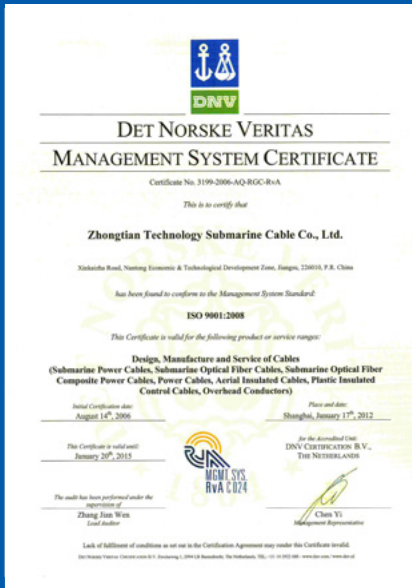 DNV
DET NORSKE VERITAS
MANAGEMENT SYSTEM CERTIFICATE
Certificate No. 3199-2006-AQ-RGC-RvA
This is to certify that
Zhongtian Technology Submarine Cable Co., Ltd.
Xinkaizha Road, Nantong Economic & Technological Development Zone, Jiangsu, 226010, P.R. China
has been found to conform to the Management System Standard:
ISO 9001:2008
This Certificate is valid for the following product or service ranges:
Design, Manufacture and Service of Cables
(Submarine Power Cables, Submarine Optical Fiber Cables, Submarine Optical Fiber
Composite Power Cables, Power Cables, Aerial Insulated Cables, Plastic Insulated
Control Cables, Overhead Conductors)
Initial Certification date:
August 14th, 2006
Place and date:
Shanghai, January 17th, 2012
This Certificate is valid until:
January 20th, 2015
for the Accredited Unit:
DNV CERTIFICATION B.V.,
THE NETHERLANDS
MGMT. SYS.
RvA C024
The audit has been performed under the
supervision of
Zhang Jian Wen
Lead Auditor
Chen Yi
Management Representative
Lack of fulfilment of conditions as set out in the Certification Agreement may render this Certificate invalid.